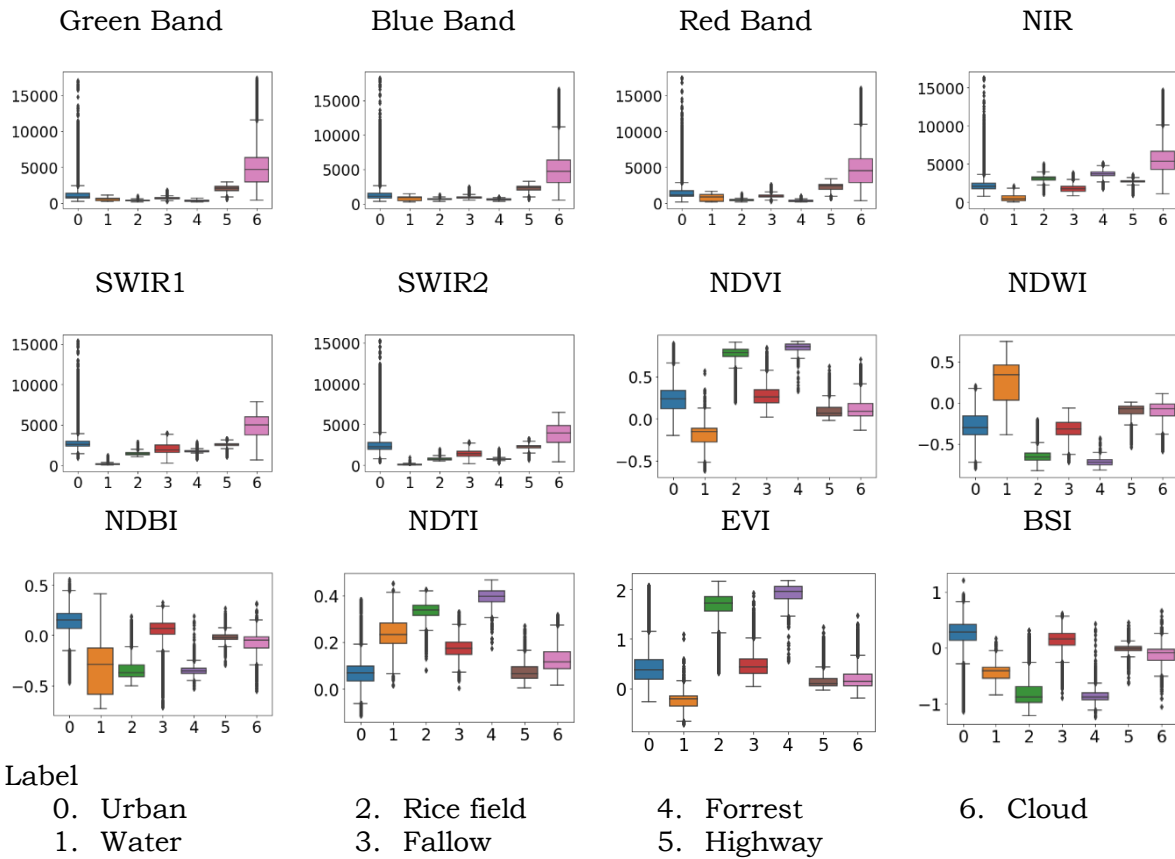 Green Band Blue Band Red Band NIR
15000 15000 15000 15000
10000 10000 10000 10000
5000 5000 5000 5000
0 0 0 0
0 1 2 3 4 5 6 0 1 2 3 4 5 6 0 1 2 3 4 5 6 0 1 2 3 4 5 6
SWIR1 SWIR2 NDVI NDWI
15000 15000 0.5 0.5
10000 10000 0.0 0.0
5000 5000 −0.5 −0.5
0 0
0 1 2 3 4 5 6 0 1 2 3 4 5 6 0 1 2 3 4 5 6 0 1 2 3 4 5 6
NDBI NDTI EVI BSI
0.5 0.4 2 1
0.0 0.2 1 0
−0.5 0.0 0 −1
0 1 2 3 4 5 6 0 1 2 3 4 5 6 0 1 2 3 4 5 6 0 1 2 3 4 5 6
Label
0. Urban 2. Rice field 4. Forrest 6. Cloud
1. Water 3. Fallow 5. Highway